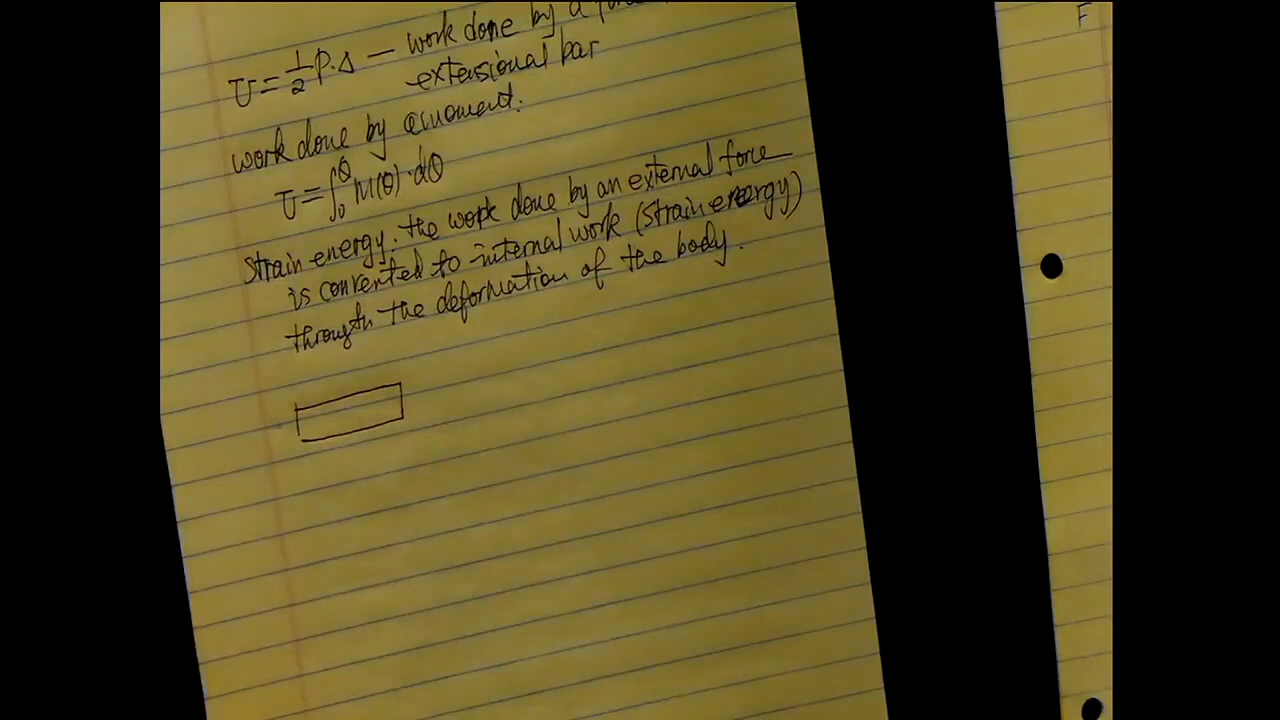 U = 1/2 P.Δ — work done by a
extensional bar
work done by a moment.
U = ∫₀^θ M(θ)·dθ
Strain energy. the work done by an external force
is converted to internal work (strain energy)
through the deformation of the body.
F